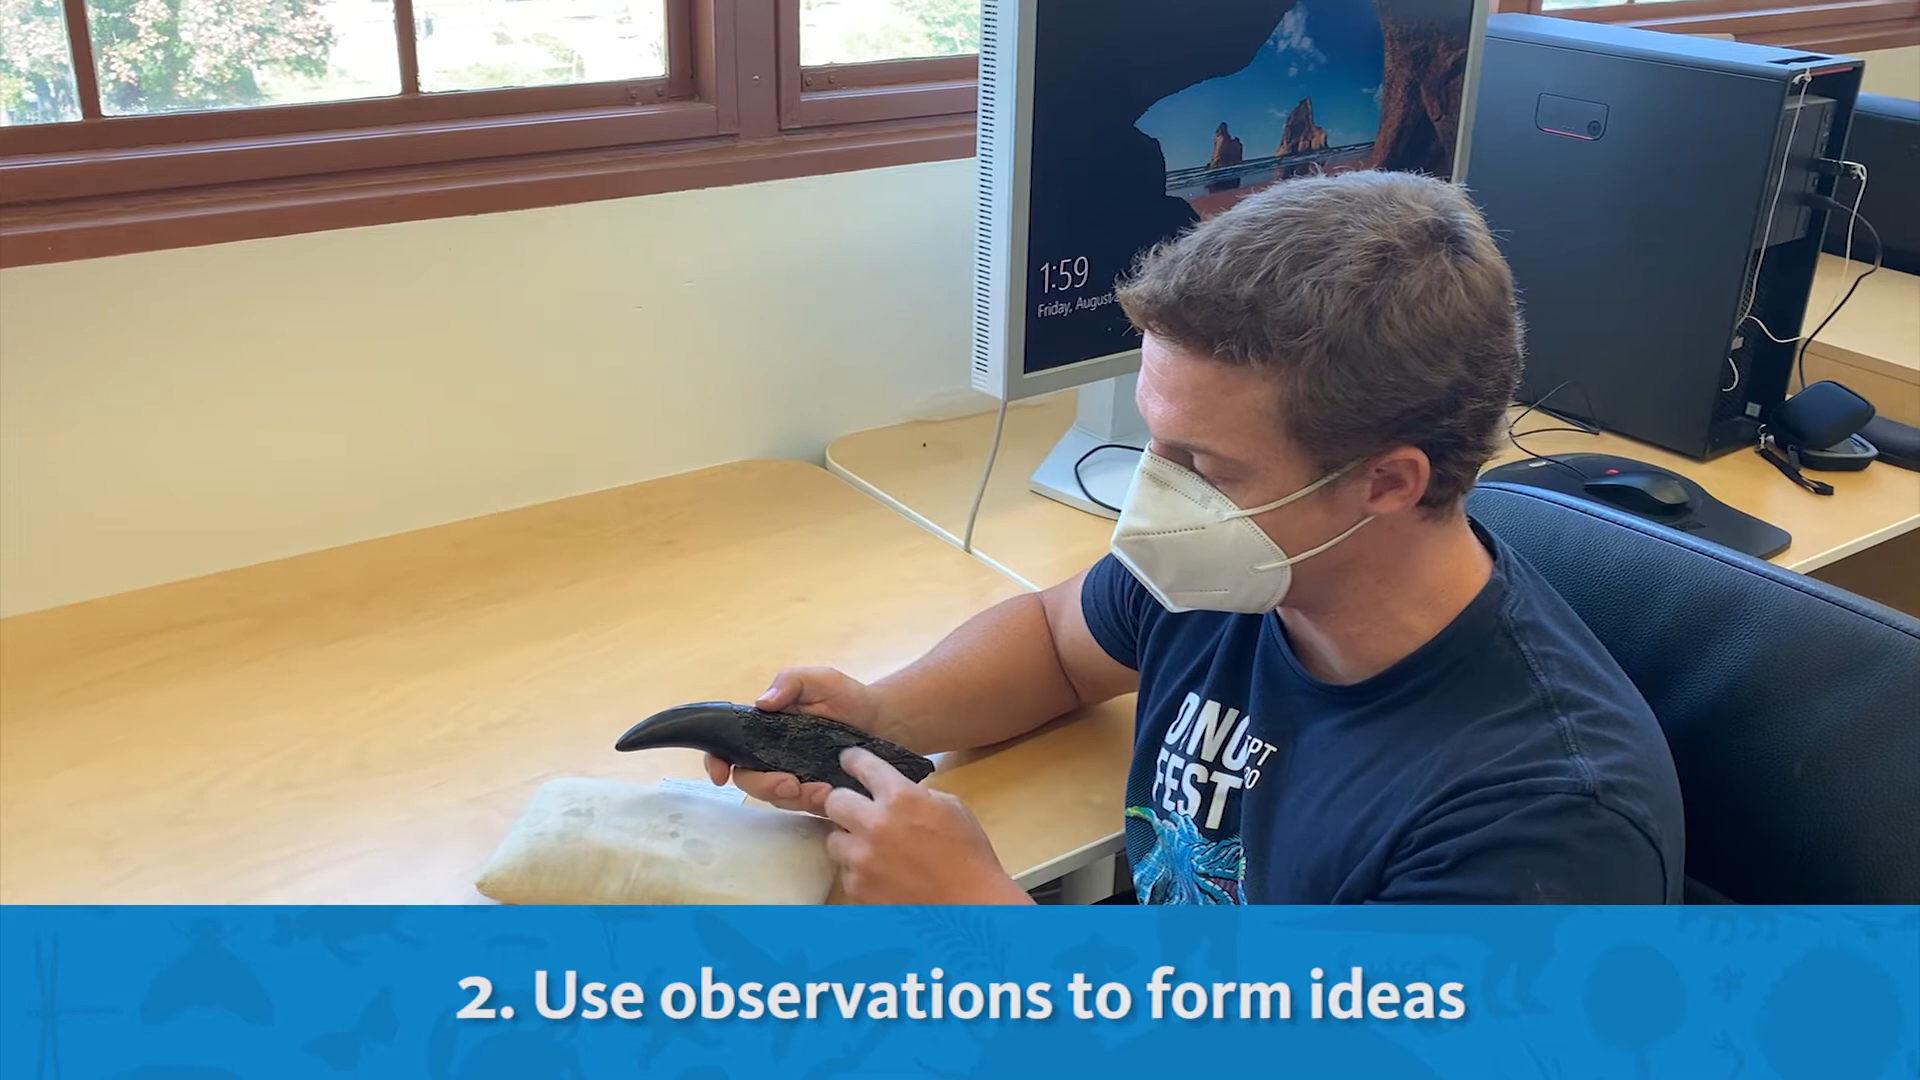 1:59
Friday, August
DINO
FEST
2. Use observations to form ideas